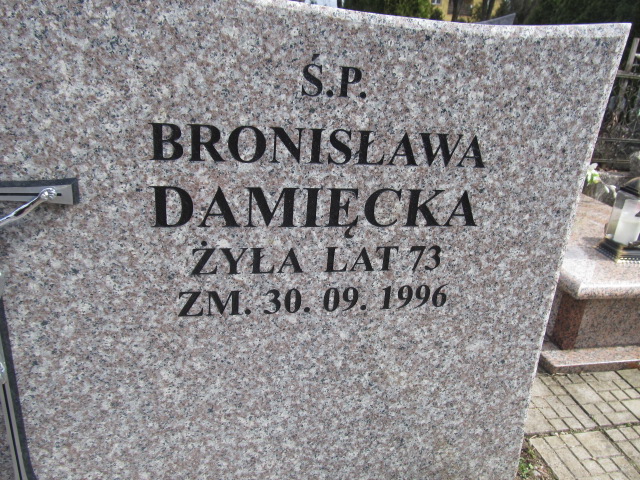 Ś.P.
BRONISŁAWA
DAMIĘCKA
ŻYŁA LAT 73
ZM. 30. 09. 1996